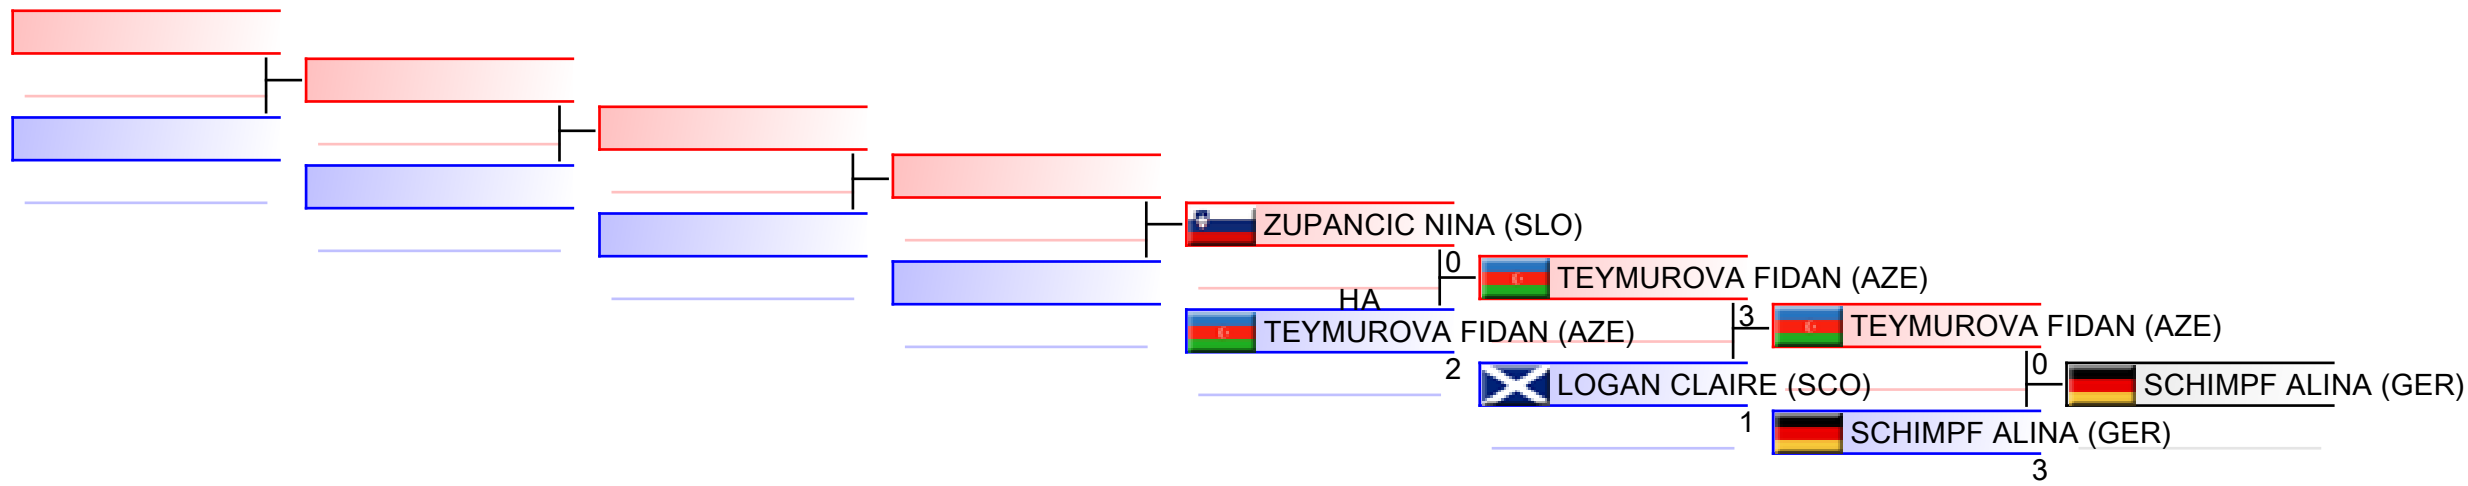 ZUPANCIC NINA (SLO)
0
TEYMUROVA FIDAN (AZE)
HA
3
TEYMUROVA FIDAN (AZE)
TEYMUROVA FIDAN (AZE)
2
0
LOGAN CLAIRE (SCO)
SCHIMPF ALINA (GER)
1
SCHIMPF ALINA (GER)
3